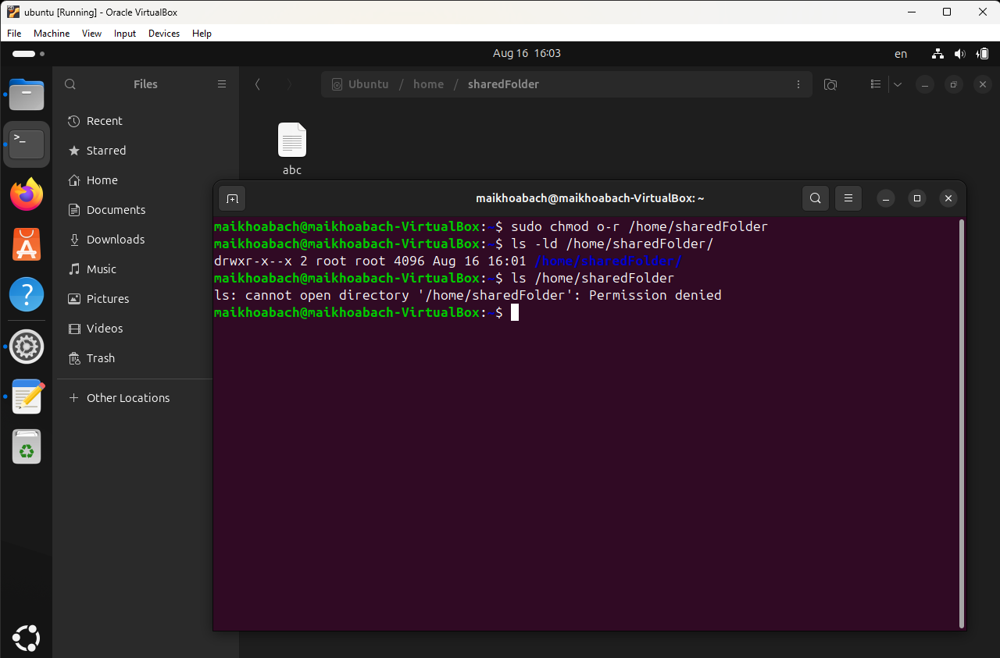 ubuntu [Running] - Oracle VirtualBox
File Machine View Input Devices Help
Aug 16 16:03
en
Files
Ubuntu / home / sharedFolder
Recent
Starred
Home
Documents
Downloads
Music
Pictures
Videos
Trash
Other Locations
abc
maikhoabach@maikhoabach-VirtualBox: ~
maikhoabach@maikhoabach-VirtualBox:~$ sudo chmod o-r /home/sharedFolder
maikhoabach@maikhoabach-VirtualBox:~$ ls -ld /home/sharedFolder/
drwxr-x--x 2 root root 4096 Aug 16 16:01 /home/sharedFolder/
maikhoabach@maikhoabach-VirtualBox:~$ ls /home/sharedFolder
ls: cannot open directory '/home/sharedFolder': Permission denied
maikhoabach@maikhoabach-VirtualBox:~$